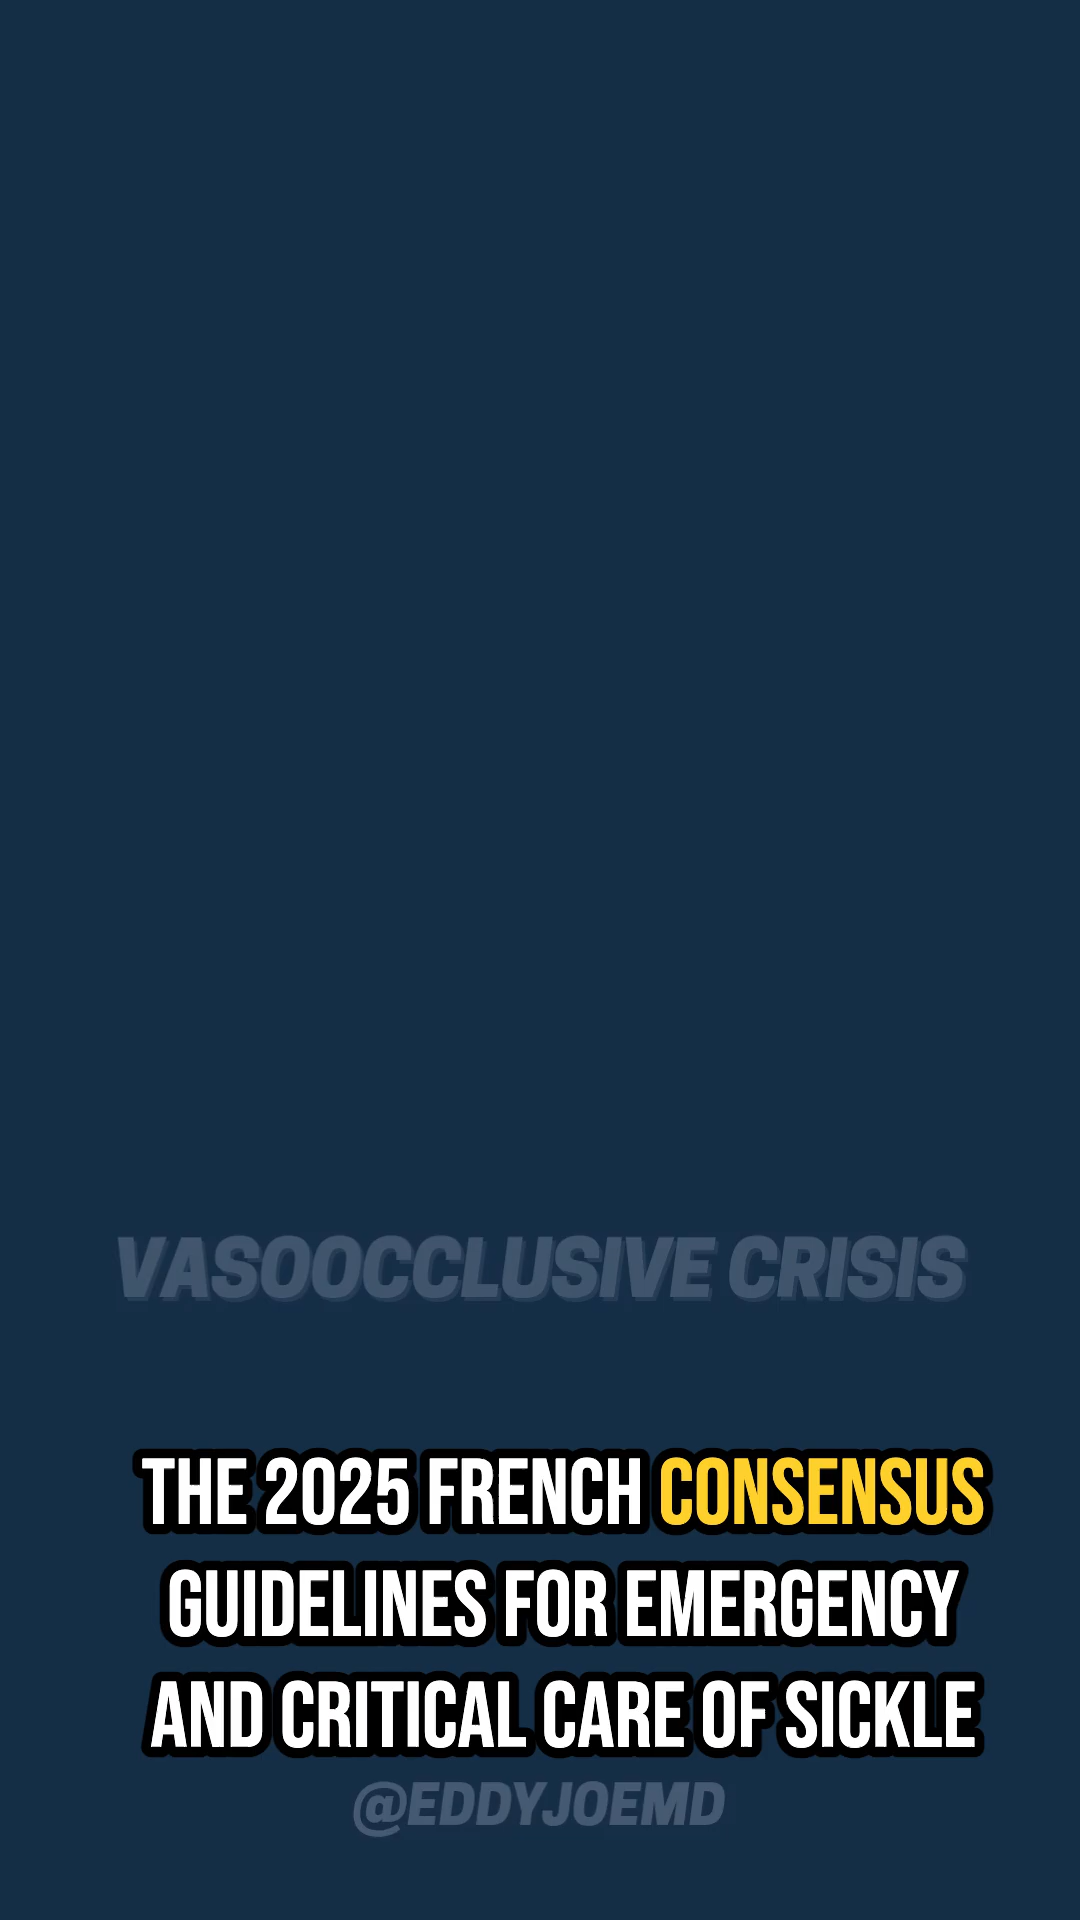 VASOOCCLUSIVE CRISIS
THE 2025 FRENCH CONSENSUS
GUIDELINES FOR EMERGENCY
AND CRITICAL CARE OF SICKLE
@EDDYJOEMD